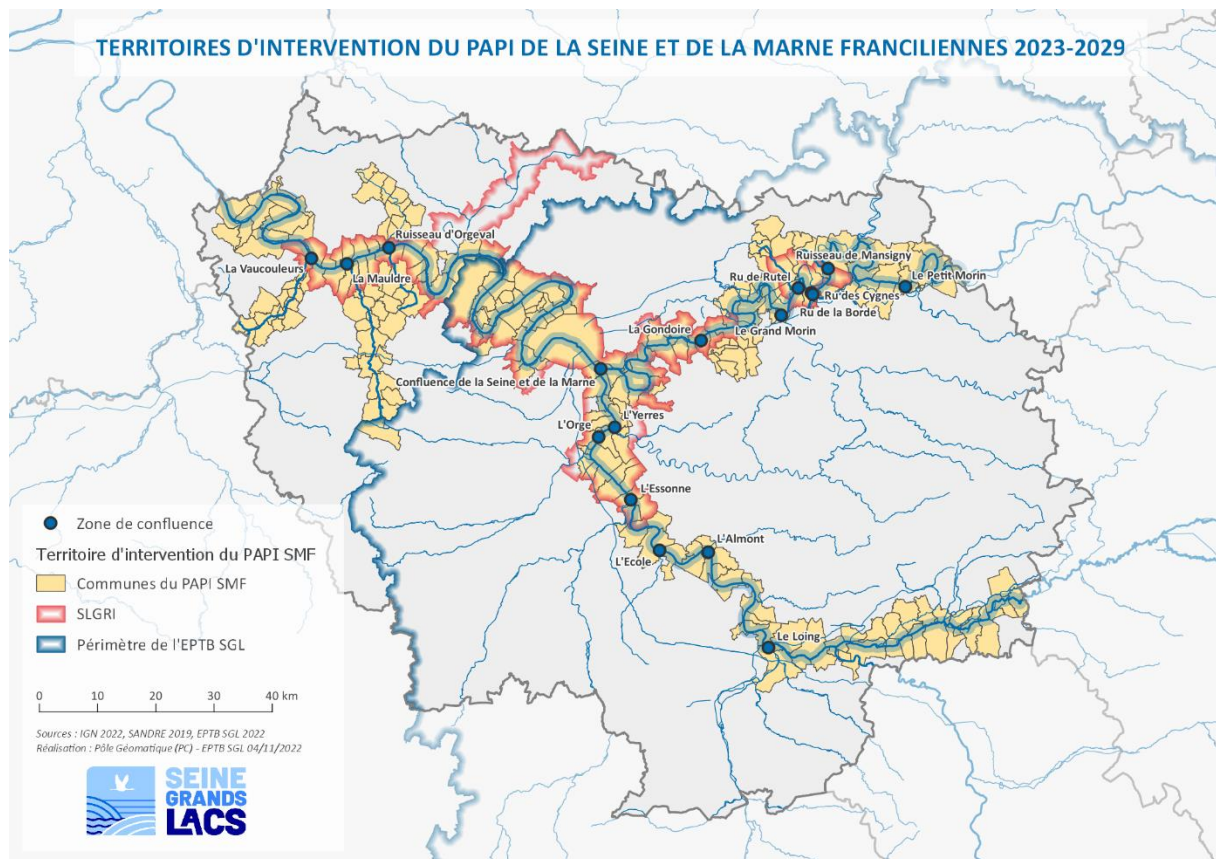 TERRITOIRES D'INTERVENTION DU PAPI DE LA SEINE ET DE LA MARNE FRANCILIENNES 2023-2029
Ruisseau d'Orgeval
La Vaucouleurs
La Mauldre
Ruisseau de Mansigny
Ru de Rutel
Le Petit Morin
Ru des Cygnes
Ru de la Borde
La Gondoire
Le Grand Morin
Confluence de la Seine et de la Marne
L'Yerres
L'Orge
L'Essonne
L'Almont
L'Ecole
Le Loing
Zone de confluence
Territoire d'intervention du PAPI SMF
Communes du PAPI SMF
SLGRI
Périmètre de l'EPTB SGL
0 10 20 40 km
Sources : IGN 2022, SANDRE 2019, EPTB SGL 2022
Réalisation : Pôle Géomatique (PC) - EPTB SGL 04/11/2022
SEINE
GRANDS
LACS